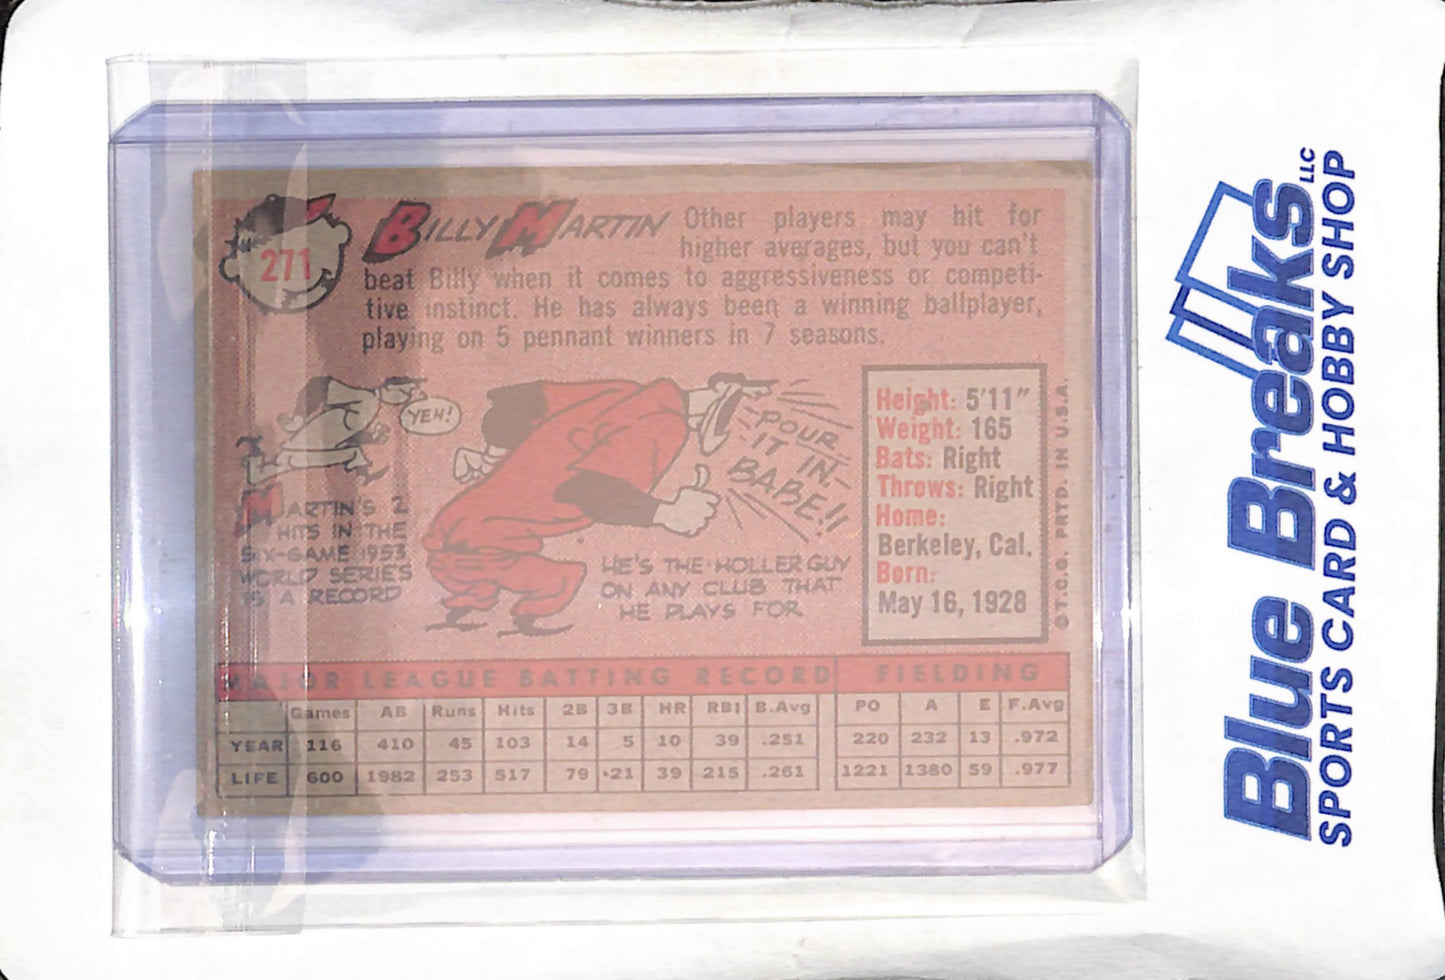 271
BILLY MARTIN
Other players may hit for
higher averages, but you can't
beat Billy when it comes to aggressiveness or competi-
tive instinct. He has always been a winning ballplayer,
playing on 5 pennant winners in 7 seasons.
YEH!
MARTIN'S 12
HITS IN THE
SIX-GAME 1953
WORLD SERIES
IS A RECORD
POUR
IT IN
BABE!!
HE'S THE HOLLER GUY
ON ANY CLUB THAT
HE PLAYS FOR
Height: 5'11"
Weight: 165
Bats: Right
Throws: Right
Home:
Berkeley, Cal.
Born:
May 16, 1928
© T.C.G. PRTD. IN U.S.A.
MAJOR LEAGUE BATTING RECORD FIELDING
Games AB Runs Hits 2B 3B HR RBI B.Avg PO A E F.Avg
YEAR 116 410 45 103 14 5 10 39 .251 220 232 13 .972
LIFE 600 1982 253 517 79 21 39 215 .261 1221 1380 59 .977
Blue Breaks LLC
SPORTS CARD & HOBBY SHOP